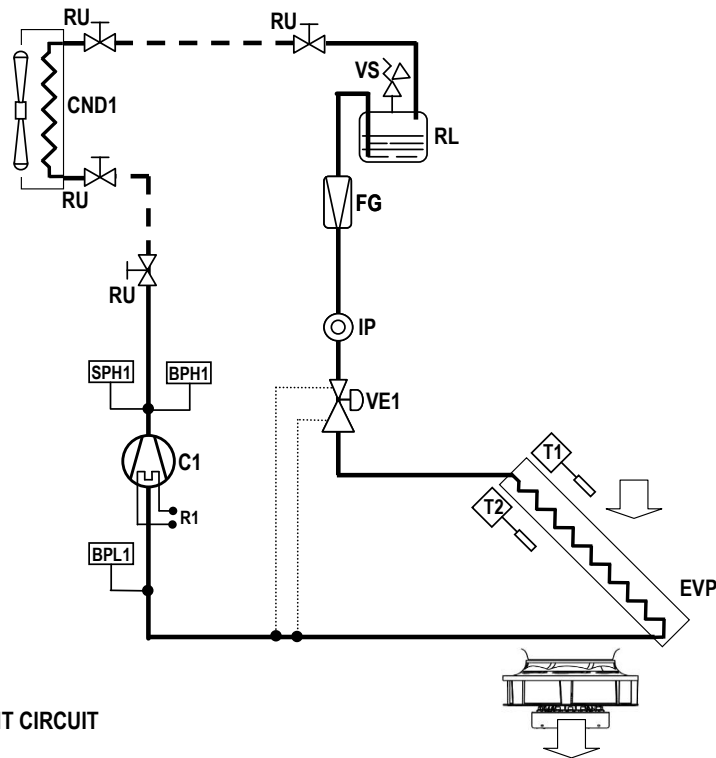 RU
RU
VS
CND1
RL
RU
FG
RU
IP
SPH1
BPH1
VE1
C1
T1
T2
R1
BPL1
EVP
IT CIRCUIT